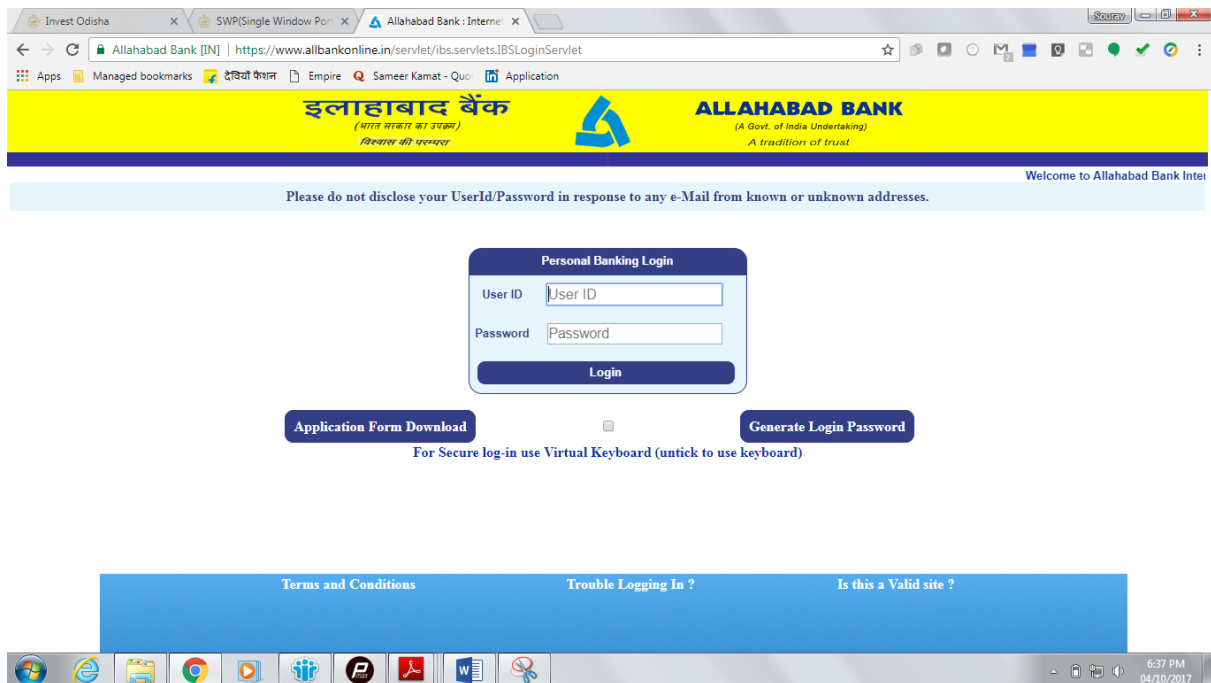 Invest Odisha
SWP(Single Window Port
Allahabad Bank : Internet
Sourav
Allahabad Bank [IN] | https://www.allbankonline.in/servlet/ibs.servlets.IBSLoginServlet
Apps Managed bookmarks ट्रेवियों फैशन Empire Sameer Kamat - Quo Application
इलाहाबाद बैंक
(भारत सरकार का उपक्रम)
विश्वास की परम्परा
ALLAHABAD BANK
(A Govt. of India Undertaking)
A tradition of trust
Welcome to Allahabad Bank Inter
Please do not disclose your UserId/Password in response to any e-Mail from known or unknown addresses.
Personal Banking Login
User ID User ID
Password Password
Login
Application Form Download
Generate Login Password
For Secure log-in use Virtual Keyboard (untick to use keyboard)
Terms and Conditions Trouble Logging In ? Is this a Valid site ?
6:37 PM
04/10/2017